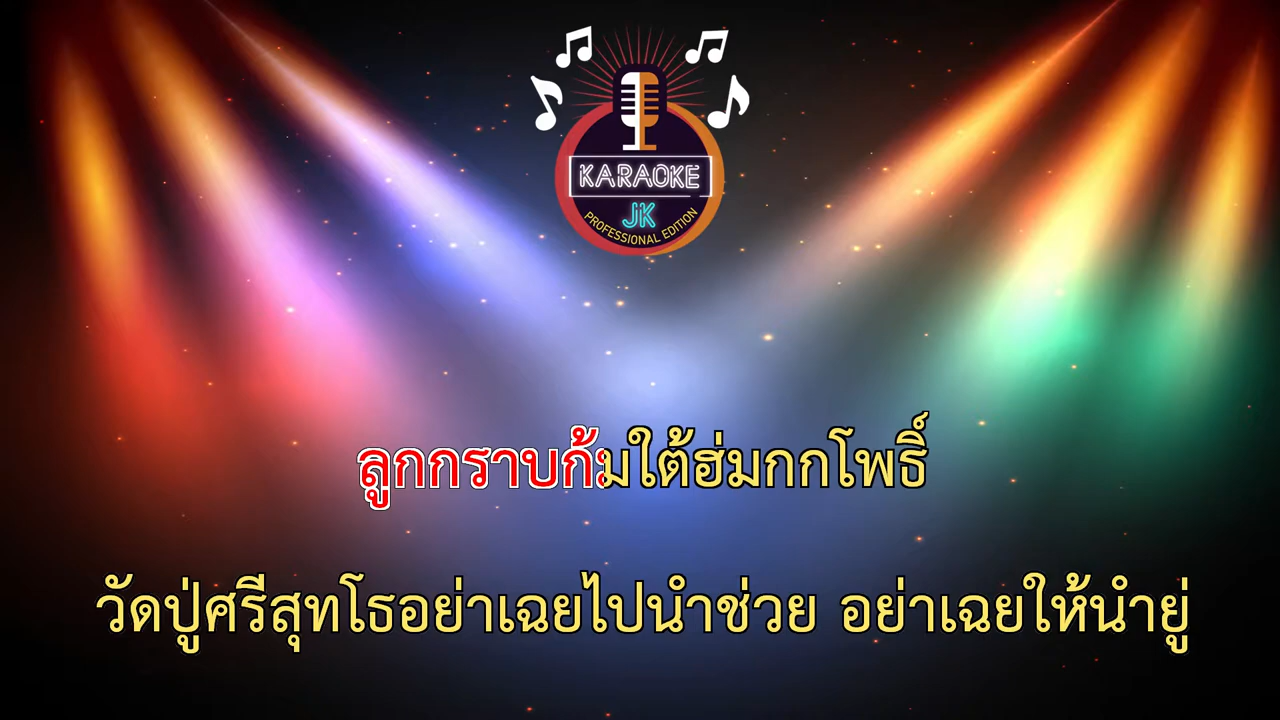 KARAOKE
JK
PROFESSIONAL EDITION
ลูกกราบก้มใต้ฮ่มกกโพธิ์
วัดปู่ศรีสุทโธอย่าเฉยไปนำช่วย อย่าเฉยให้นำยู่